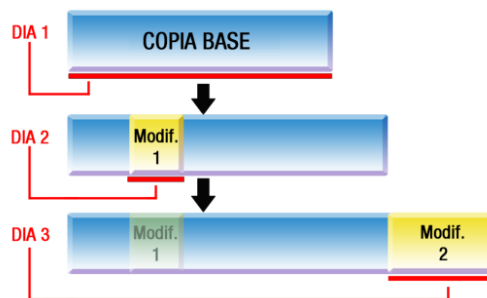 DIA 1
COPIA BASE
DIA 2
Modif.
1
DIA 3
Modif.
1
Modif.
2